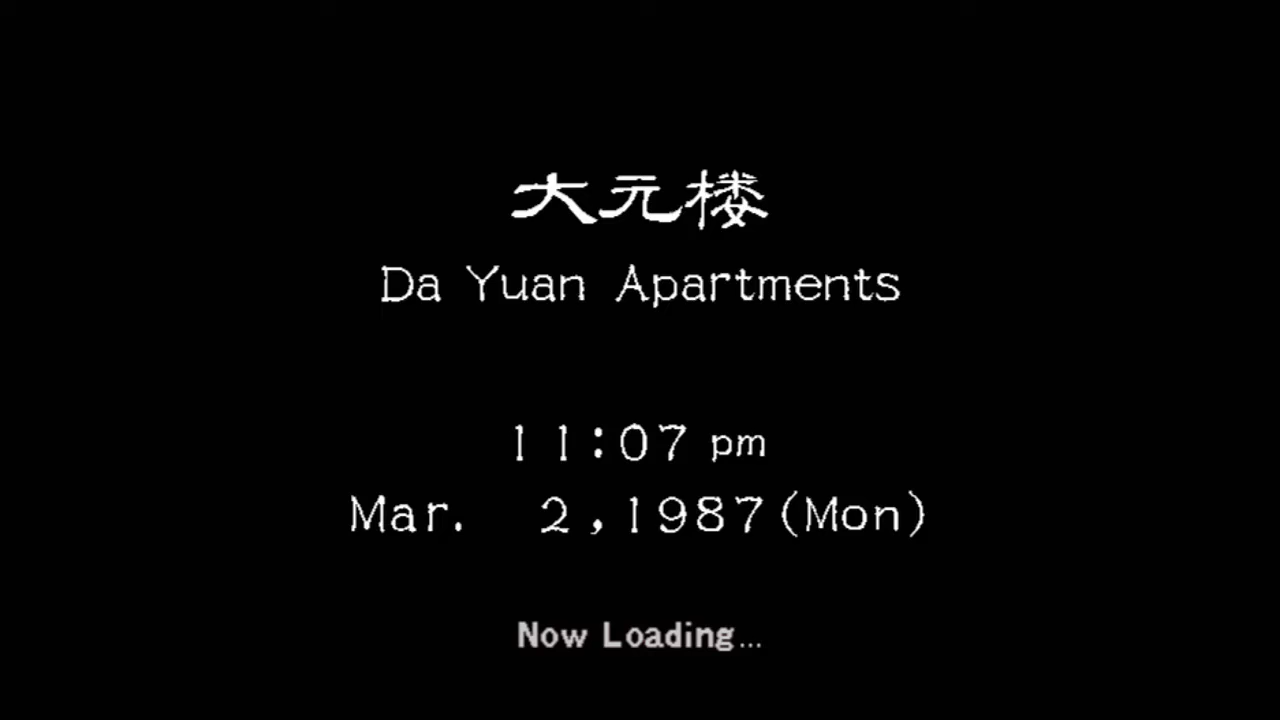 大元楼
Da Yuan Apartments
11:07 pm
Mar. 2,1987(Mon)
Now Loading...